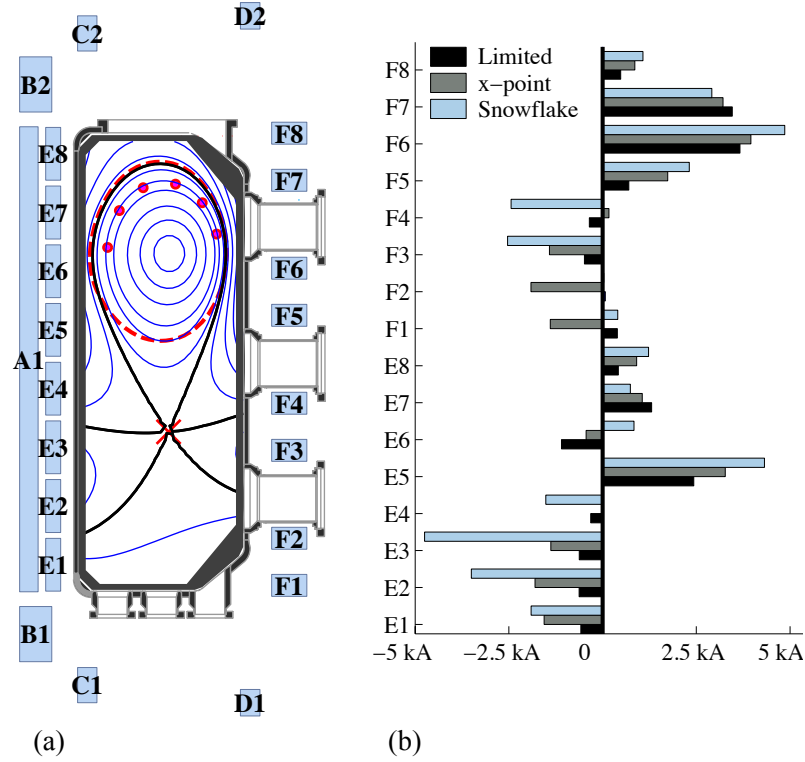 C2
D2
B2
E8
E7
E6
E5
A1
E4
E3
E2
E1
F8
F7
F6
F5
F4
F3
F2
F1
B1
C1
D1
(a)
Limited
x−point
Snowflake
F8
F7
F6
F5
F4
F3
F2
F1
E8
E7
E6
E5
E4
E3
E2
E1
−5 kA
−2.5 kA
0
2.5 kA
5 kA
(b)